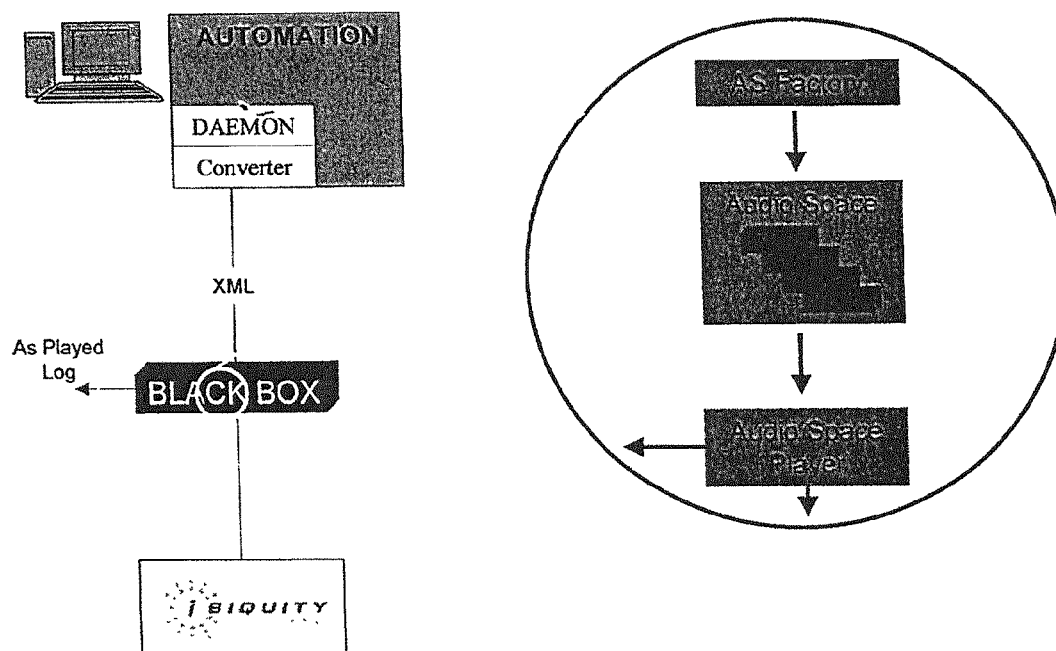 AUTOMATION
DAEMON
Converter
XML
As Played
Log
BLACK BOX
iBIQUITY
AS Factory
Audio Space
Audio Space
Player